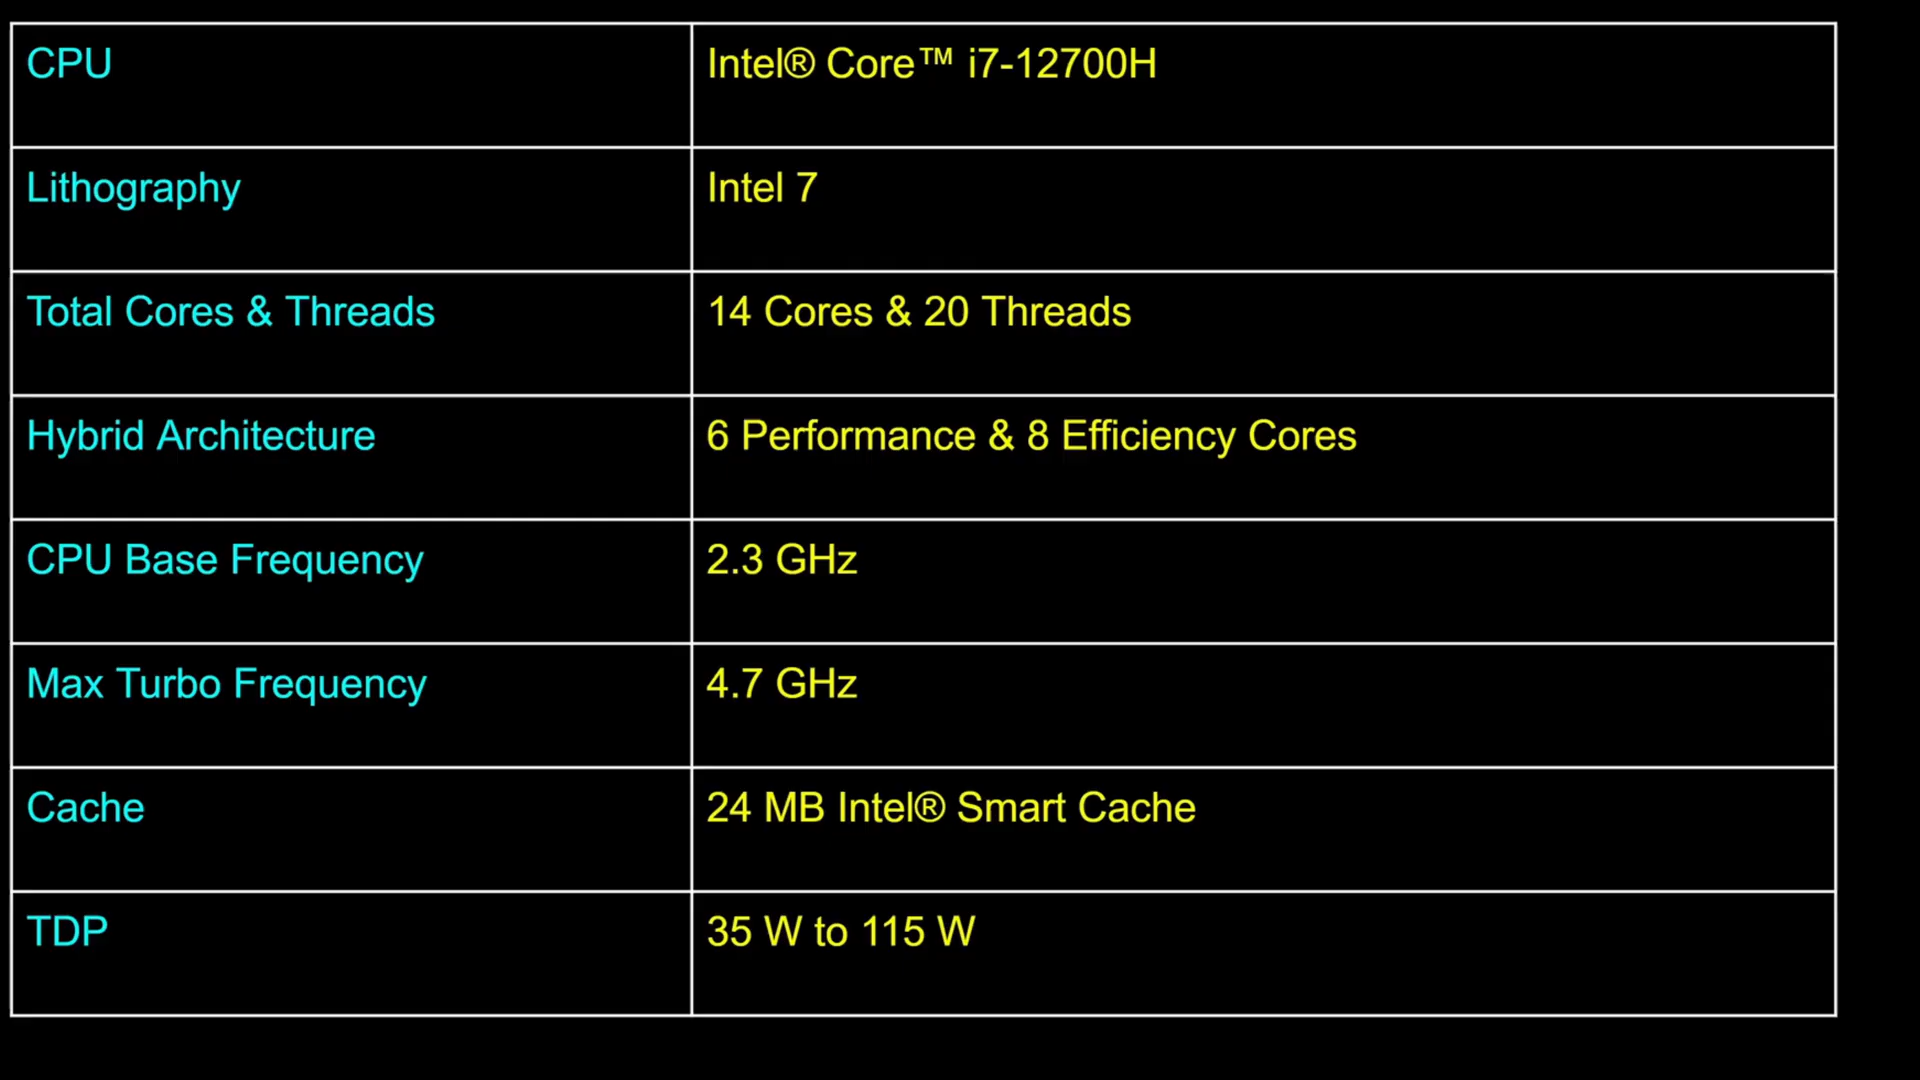 CPU
Intel® Core™ i7-12700H
Lithography
Intel 7
Total Cores & Threads
14 Cores & 20 Threads
Hybrid Architecture
6 Performance & 8 Efficiency Cores
CPU Base Frequency
2.3 GHz
Max Turbo Frequency
4.7 GHz
Cache
24 MB Intel® Smart Cache
TDP
35 W to 115 W